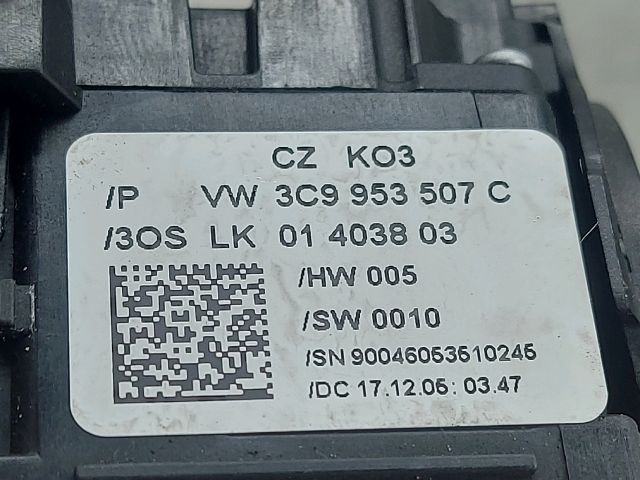 CZ KO3
/P VW 3C9 953 507 C
/3OS LK 01 4038 03
/HW 005
/SW 0010
/SN 90046053610245
/DC 17.12.05: 03.47